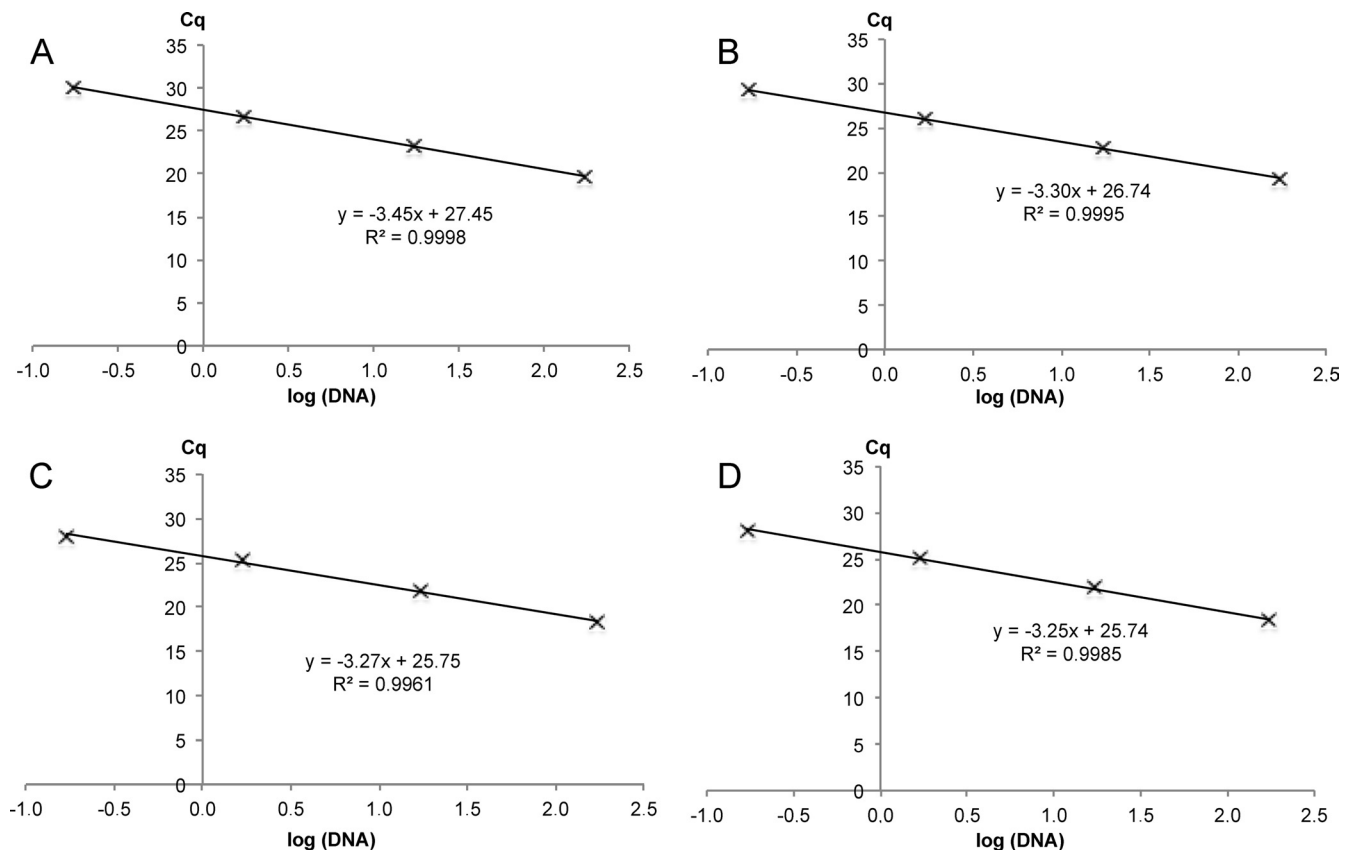 A
Cq
35
30
25
20
15
10
5
0
y = -3.45x + 27.45
R² = 0.9998
-1.0 -0.5 0.0 0.5 1.0 1,5 2.0 2.5
log (DNA)
B
Cq
35
30
25
20
15
10
5
0
y = -3.30x + 26.74
R² = 0.9995
-1.0 -0.5 0.0 0.5 1.0 1.5 2.0 2.5
log (DNA)
C
Cq
35
30
25
20
15
10
5
0
y = -3.27x + 25.75
R² = 0.9961
-1.0 -0.5 0.0 0.5 1.0 1.5 2.0 2.5
log (DNA)
D
Cq
35
30
25
20
15
10
5
0
y = -3.25x + 25.74
R² = 0.9985
-1.0 -0.5 0.0 0.5 1.0 1.5 2.0 2.5
log (DNA)